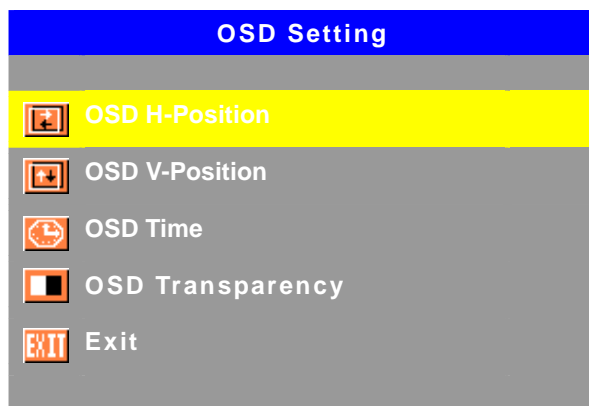 OSD Setting
OSD H-Position
OSD V-Position
OSD Time
OSD Transparency
EXIT Exit